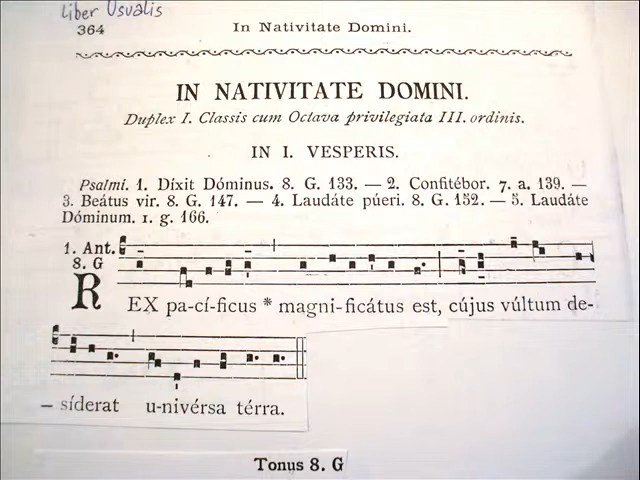 Liber Usualis
364
In Nativitate Domini.
IN NATIVITATE DOMINI.
Duplex I. Classis cum Octava privilegiata III. ordinis.
IN I. VESPERIS.
Psalmi. 1. Díxit Dóminus. 8. G. 133. — 2. Confitébor. 7. a. 139. —
3. Beátus vir. 8. G. 147. — 4. Laudáte púeri. 8. G. 152. — 5. Laudáte
Dóminum. 1. g. 166.
1. Ant.
8. G
REX pa-cí-ficus * magni-ficátus est, cújus vúltum de-
– síderat u-nivérsa térra.
Tonus 8. G